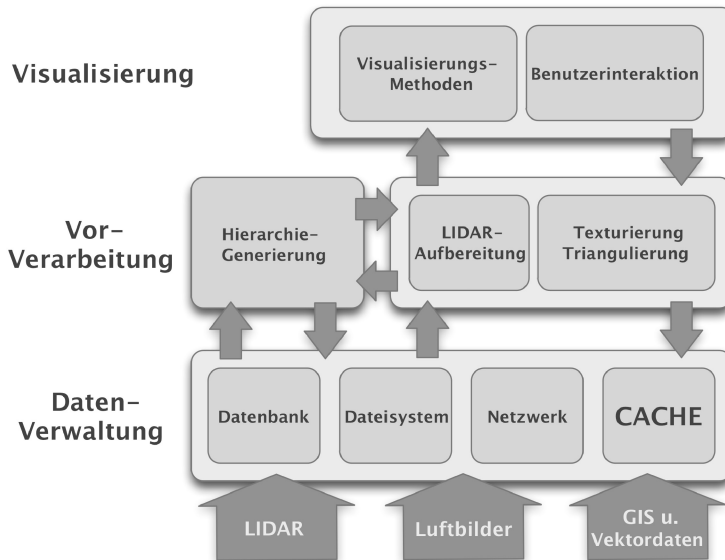 Visualisierung
Visualisierungs-
Methoden
Benutzerinteraktion
Vor-
Verarbeitung
Hierarchie-
Generierung
LIDAR-
Aufbereitung
Texturierung
Triangulierung
Daten-
Verwaltung
Datenbank
Dateisystem
Netzwerk
CACHE
LIDAR
Luftbilder
GIS u.
Vektordaten